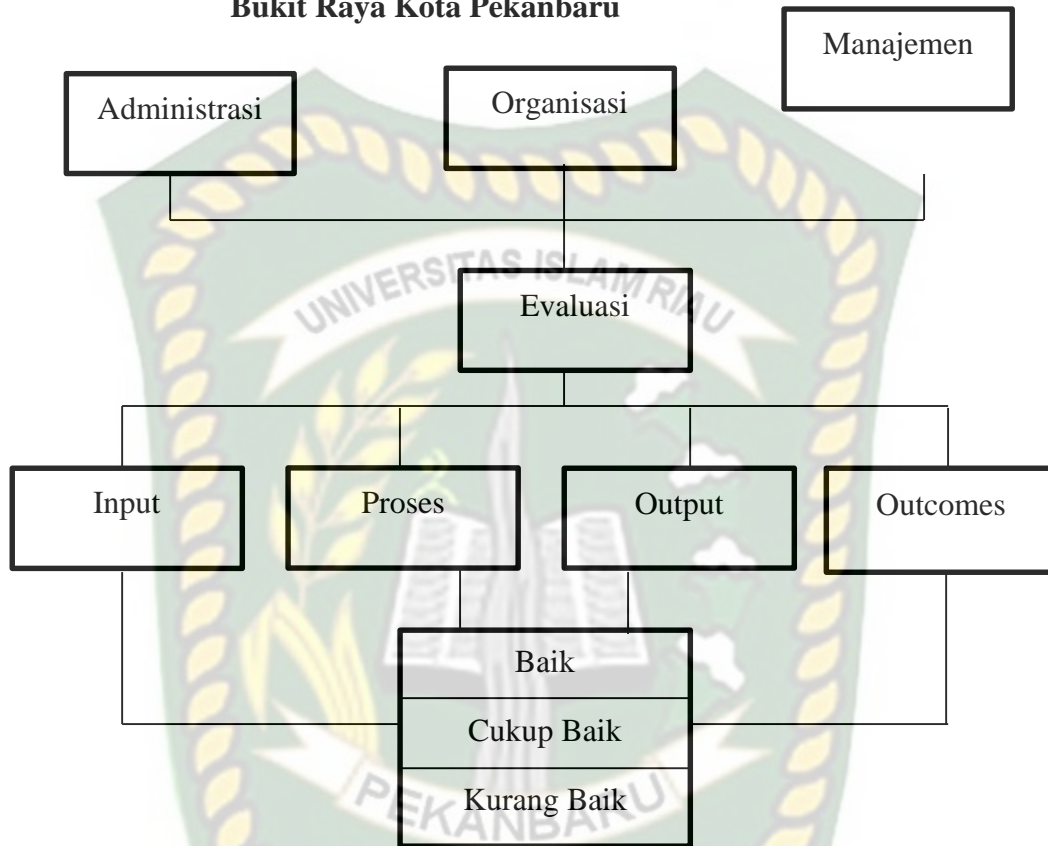 Bukit Raya Kota Pekanbaru
Manajemen
Administrasi
Organisasi
UNIVERSITAS ISLAM RIAU
Evaluasi
Input
Proses
Output
Outcomes
Baik
Cukup Baik
Kurang Baik
PEKANBARU